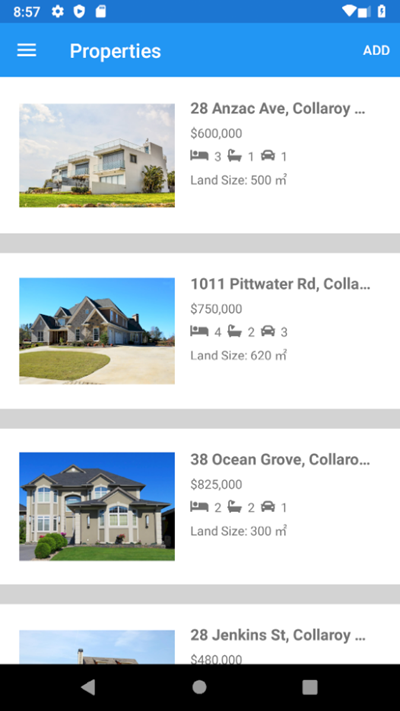 8:57
Properties
ADD
28 Anzac Ave, Collaroy ...
$600,000
3 1 1
Land Size: 500 ㎡
1011 Pittwater Rd, Colla...
$750,000
4 2 3
Land Size: 620 ㎡
38 Ocean Grove, Collaro...
$825,000
2 2 1
Land Size: 300 ㎡
28 Jenkins St, Collaroy ...
$480,000